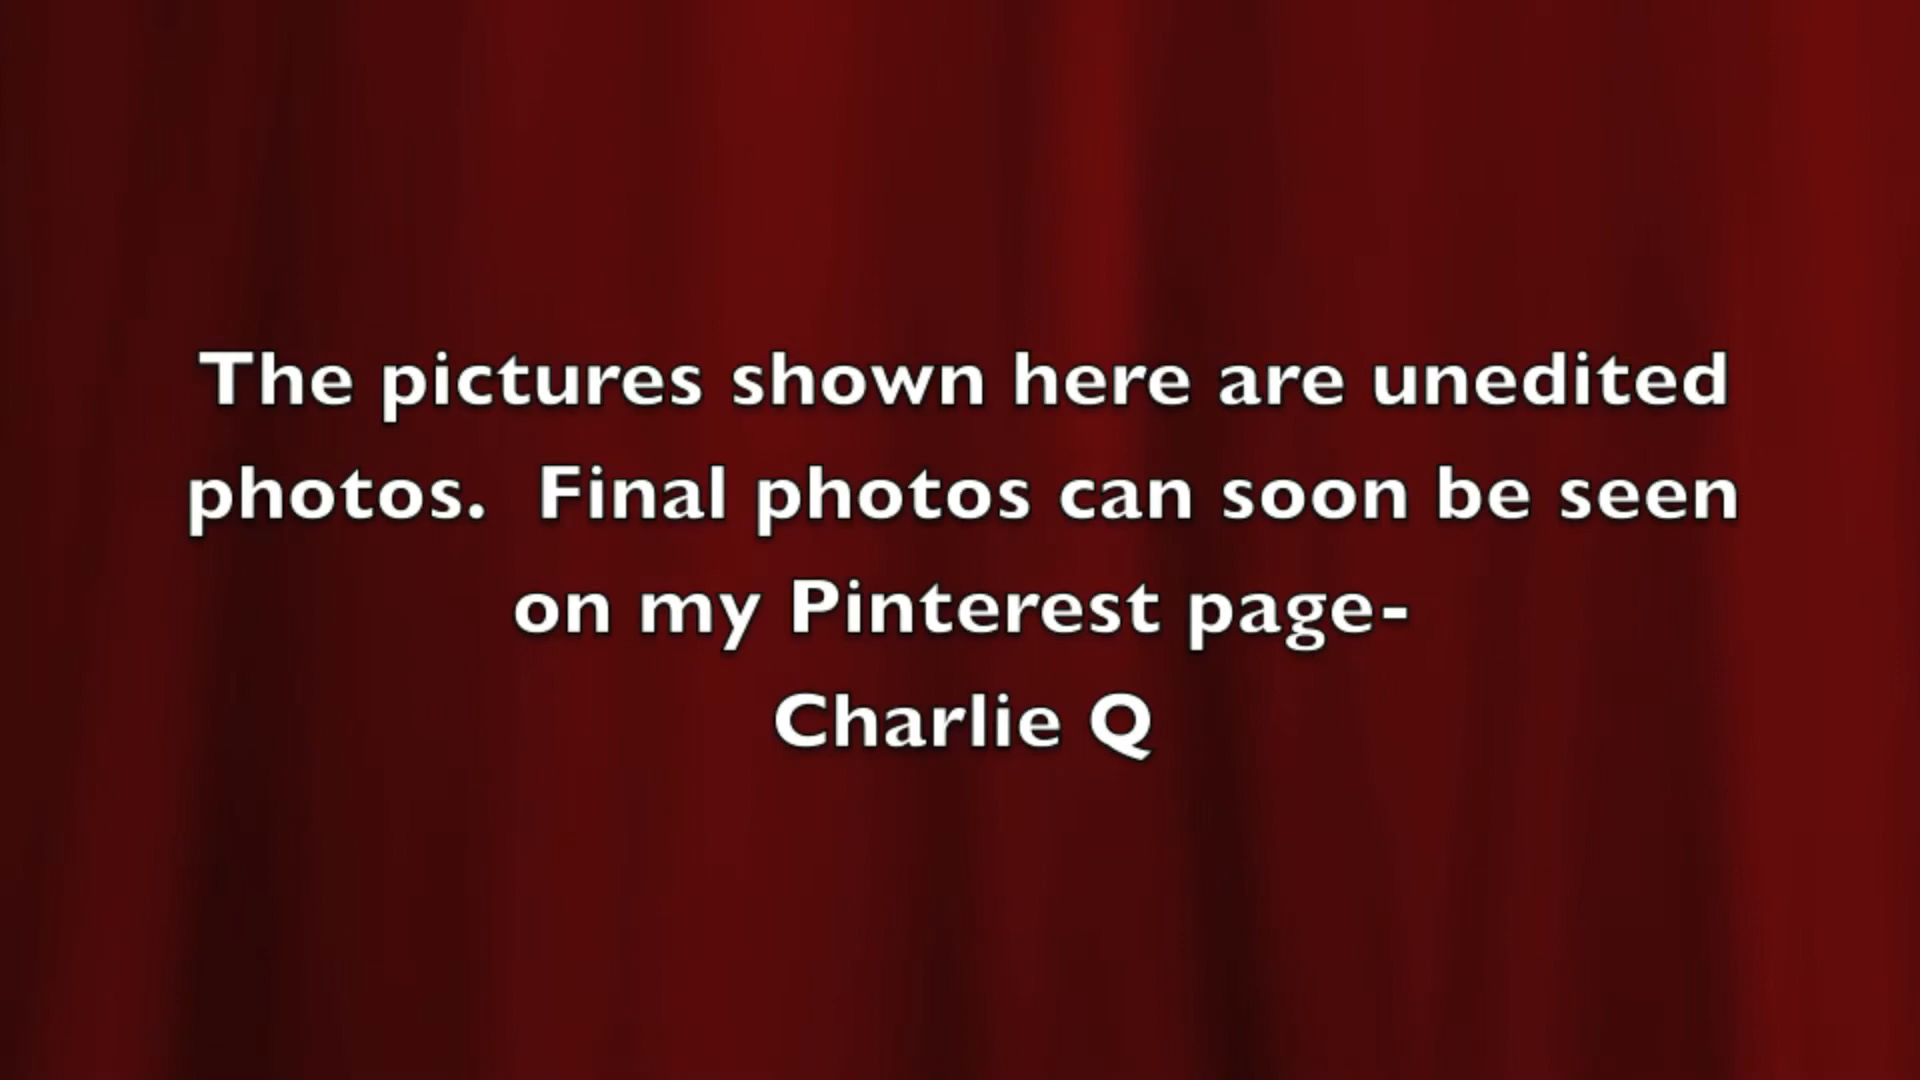 The pictures shown here are unedited
photos.  Final photos can soon be seen
on my Pinterest page-
Charlie Q